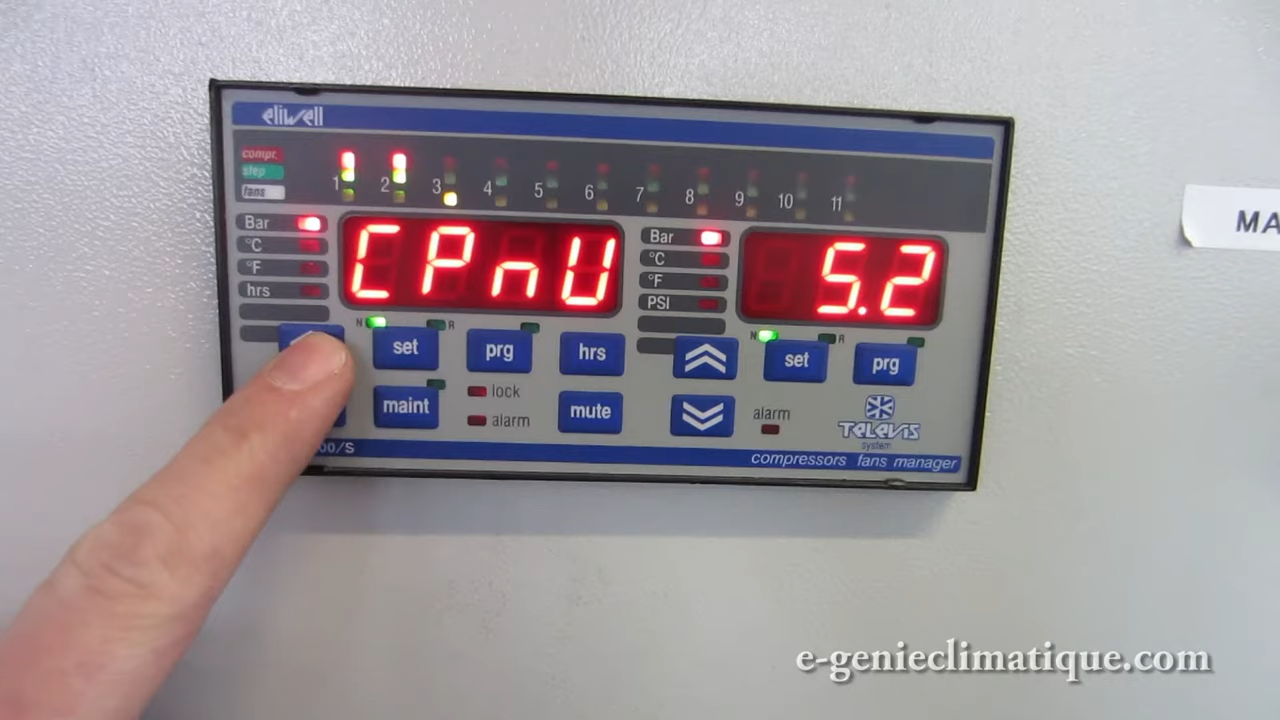 eliwell
compr.
step
fans
1 2 3 4 5 6 7 8 9 10 11
Bar
°C
°F
hrs
CPnU
Bar
°C
°F
PSI
5.2
N R
set
prg
hrs
N R
set
prg
maint
lock
alarm
mute
alarm
TELEVIS
system
00/S
compressors fans manager
MA
e-genieclimatique.com